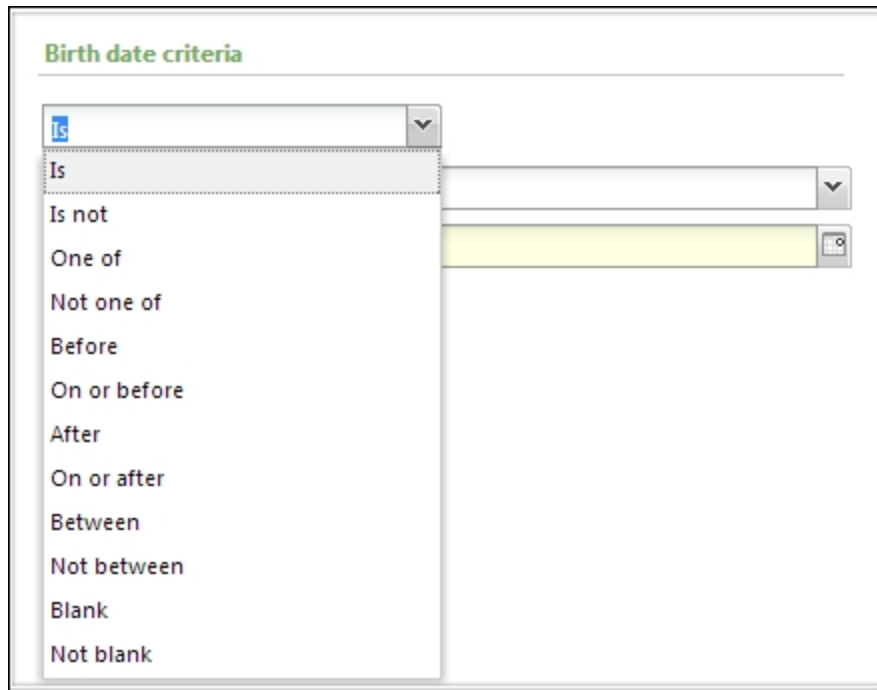 Birth date criteria
Is
Is
Is not
One of
Not one of
Before
On or before
After
On or after
Between
Not between
Blank
Not blank